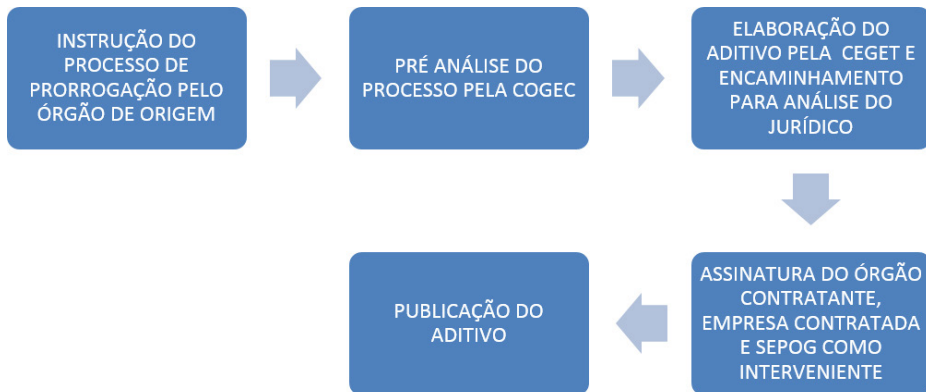 INSTRUÇÃO DO
PROCESSO DE
PRORROGAÇÃO PELO
ÓRGÃO DE ORIGEM
PRÉ ANÁLISE DO
PROCESSO PELA COGEC
ELABORAÇÃO DO
ADITIVO PELA CEGET E
ENCAMINHAMENTO
PARA ANÁLISE DO
JURÍDICO
ASSINATURA DO ÓRGÃO
CONTRATANTE,
EMPRESA CONTRATADA
E SEPOG COMO
INTERVENIENTE
PUBLICAÇÃO DO
ADITIVO